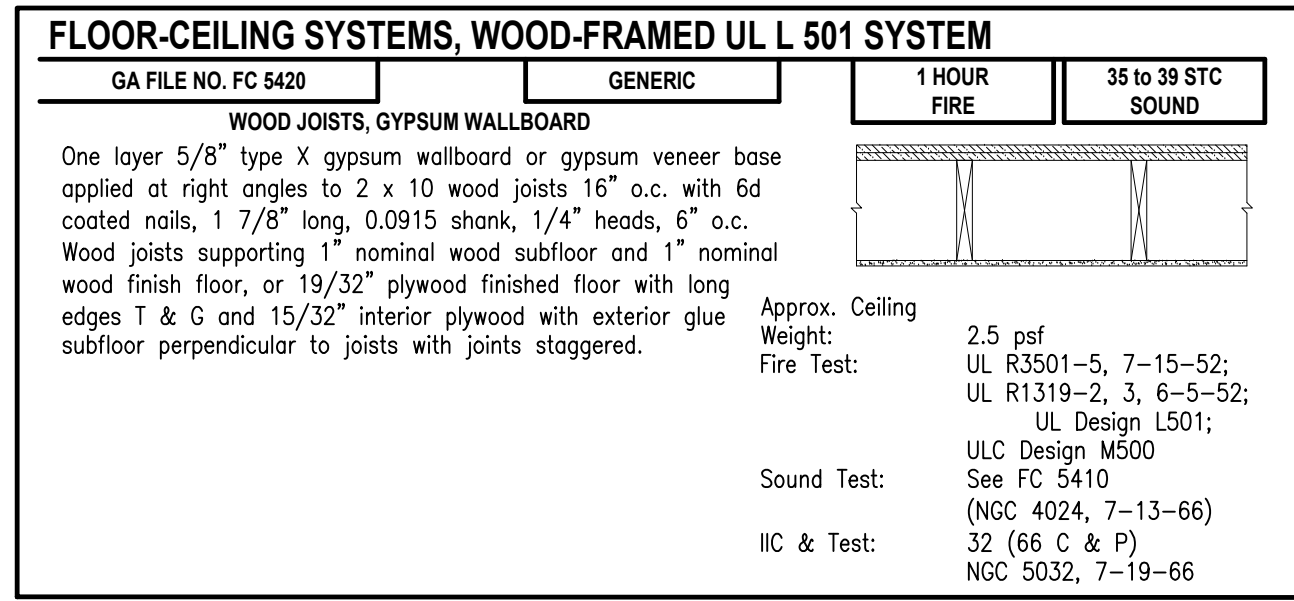 FLOOR-CEILING SYSTEMS, WOOD-FRAMED UL L 501 SYSTEM
GA FILE NO. FC 5420
GENERIC
1 HOUR
FIRE
35 to 39 STC
SOUND
WOOD JOISTS, GYPSUM WALLBOARD
One layer 5/8" type X gypsum wallboard or gypsum veneer base
applied at right angles to 2 x 10 wood joists 16" o.c. with 6d
coated nails, 1 7/8" long, 0.0915 shank, 1/4" heads, 6" o.c.
Wood joists supporting 1" nominal wood subfloor and 1" nominal
wood finish floor, or 19/32" plywood finished floor with long
edges T & G and 15/32" interior plywood with exterior glue
subfloor perpendicular to joists with joints staggered.
Approx. Ceiling
Weight: 2.5 psf
Fire Test: UL R3501-5, 7-15-52;
UL R1319-2, 3, 6-5-52;
UL Design L501;
ULC Design M500
Sound Test: See FC 5410
(NGC 4024, 7-13-66)
IIC & Test: 32 (66 C & P)
NGC 5032, 7-19-66